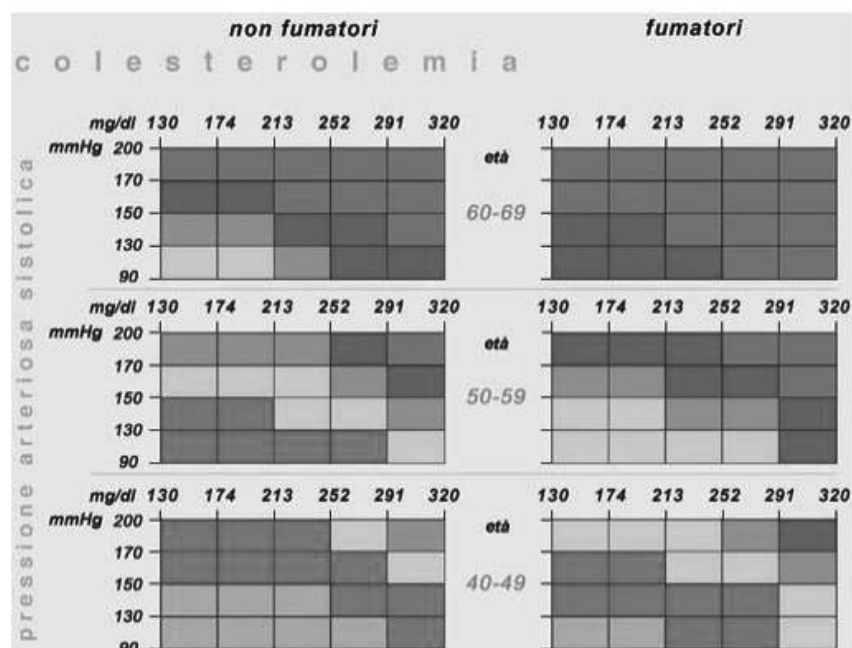 non fumatori
fumatori
colesterolemia
pressione arteriosa sistolica
mg/dl 130 174 213 252 291 320
130 174 213 252 291 320
mmHg 200
170
150
130
90
età
60-69
mg/dl 130 174 213 252 291 320
130 174 213 252 291 320
mmHg 200
170
150
130
90
età
50-59
mg/dl 130 174 213 252 291 320
130 174 213 252 291 320
mmHg 200
170
150
130
90
età
40-49